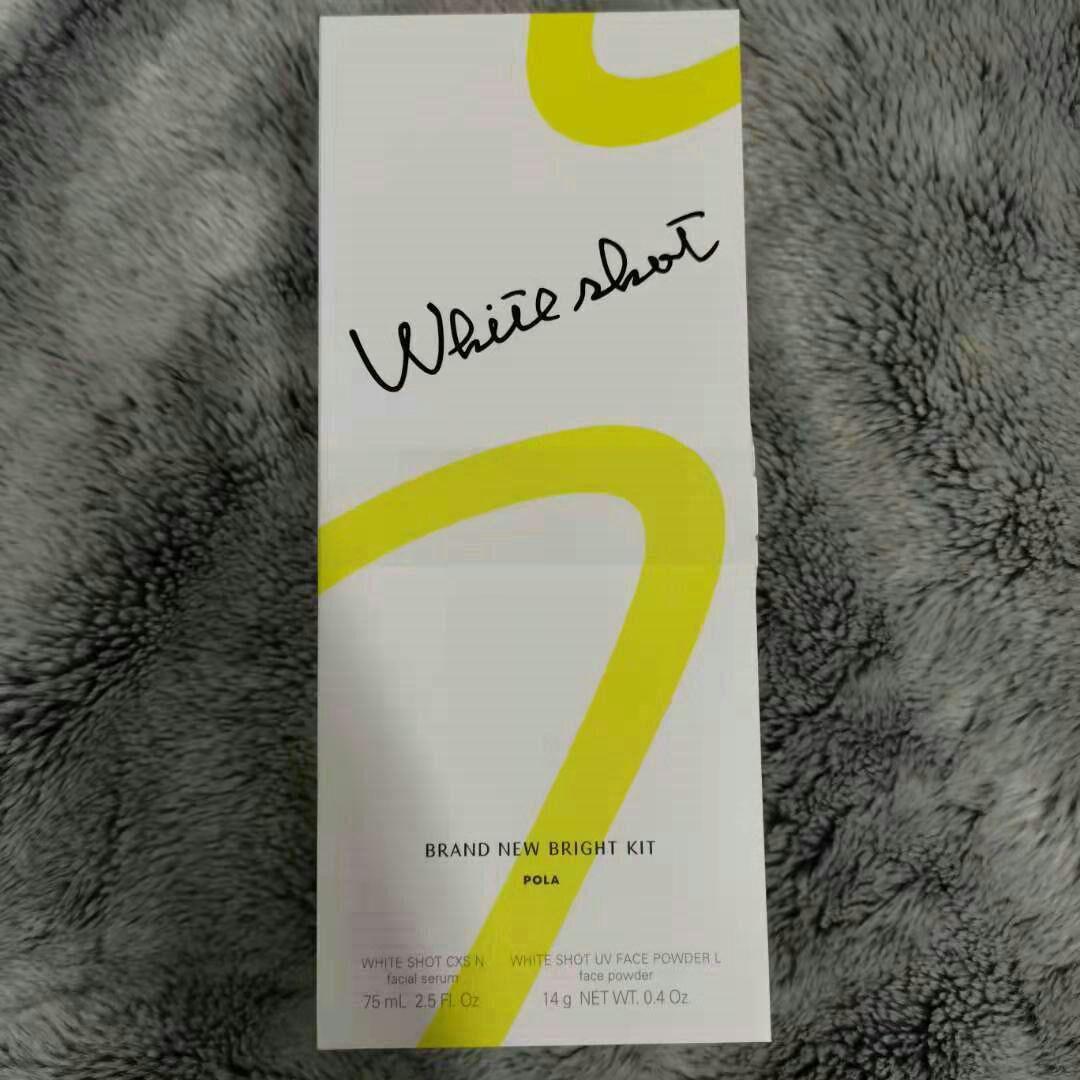 White shot
BRAND NEW BRIGHT KIT
POLA
WHITE SHOT CXS N
facial serum
75 mL 2.5 Fl. Oz
WHITE SHOT UV FACE POWDER L
face powder
14 g NET WT. 0.4 Oz